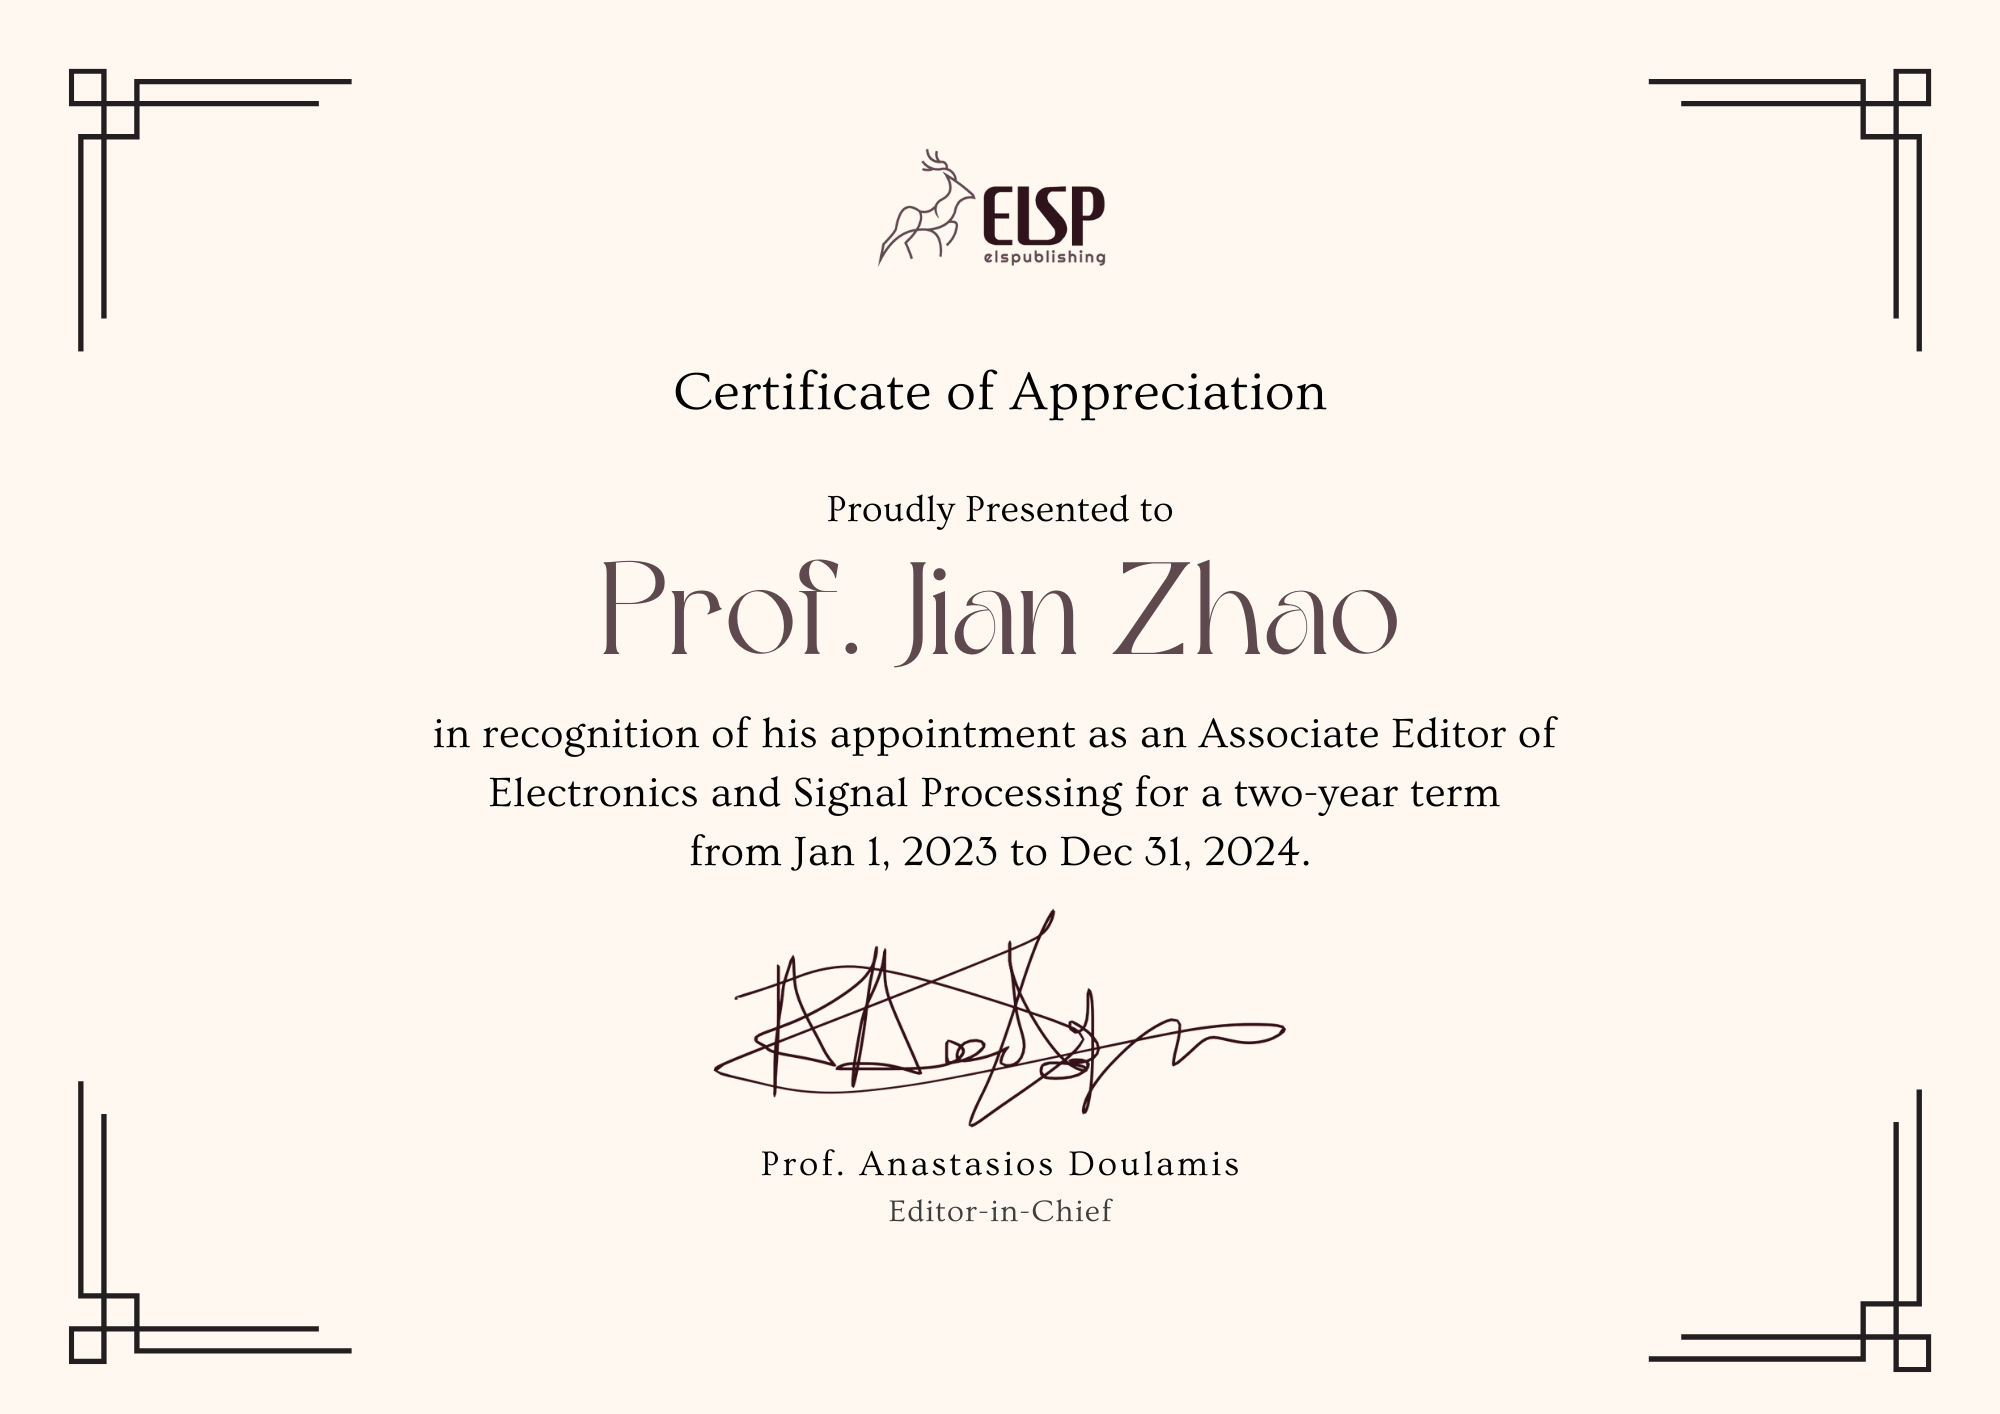 ELSP
elspublishing
Certificate of Appreciation
Proudly Presented to
Prof. Jian Zhao
in recognition of his appointment as an Associate Editor of
Electronics and Signal Processing for a two-year term
from Jan 1, 2023 to Dec 31, 2024.
Prof. Anastasios Doulamis
Editor-in-Chief